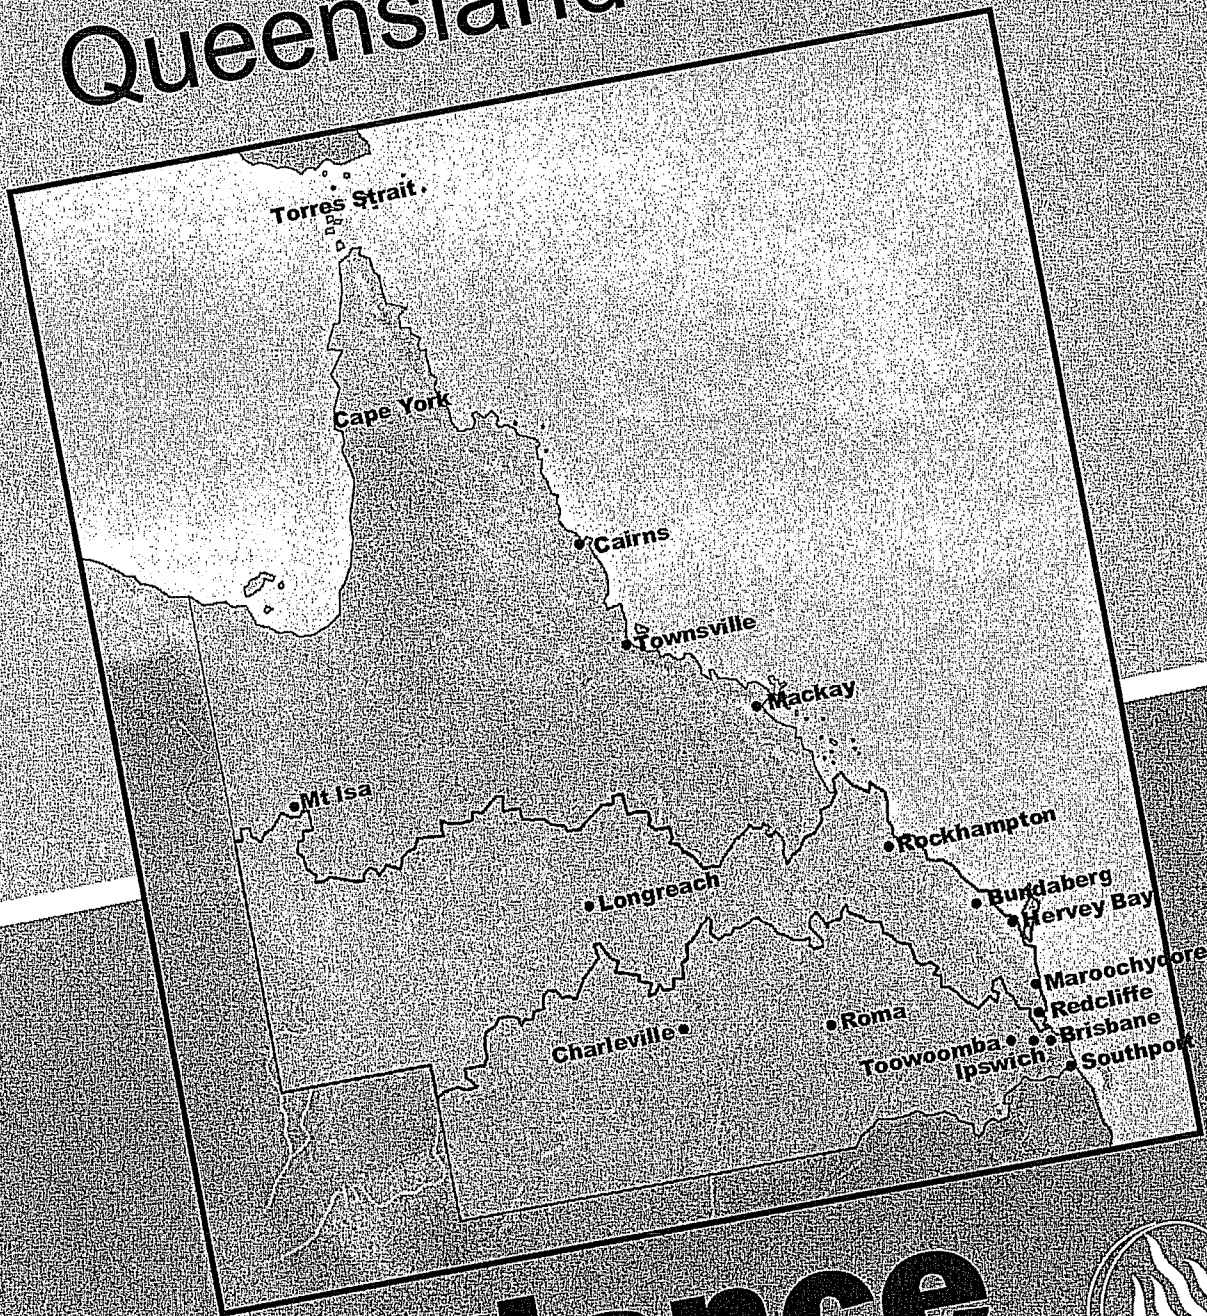 Queensland
Torres Strait
Cape York
Cairns
Townsville
Mackay
Mt Isa
Rockhampton
Longreach
Bundaberg
Hervey Bay
Maroochydore
Redcliffe
Roma
Brisbane
Charleville
Toowoomba
Ipswich
Southport